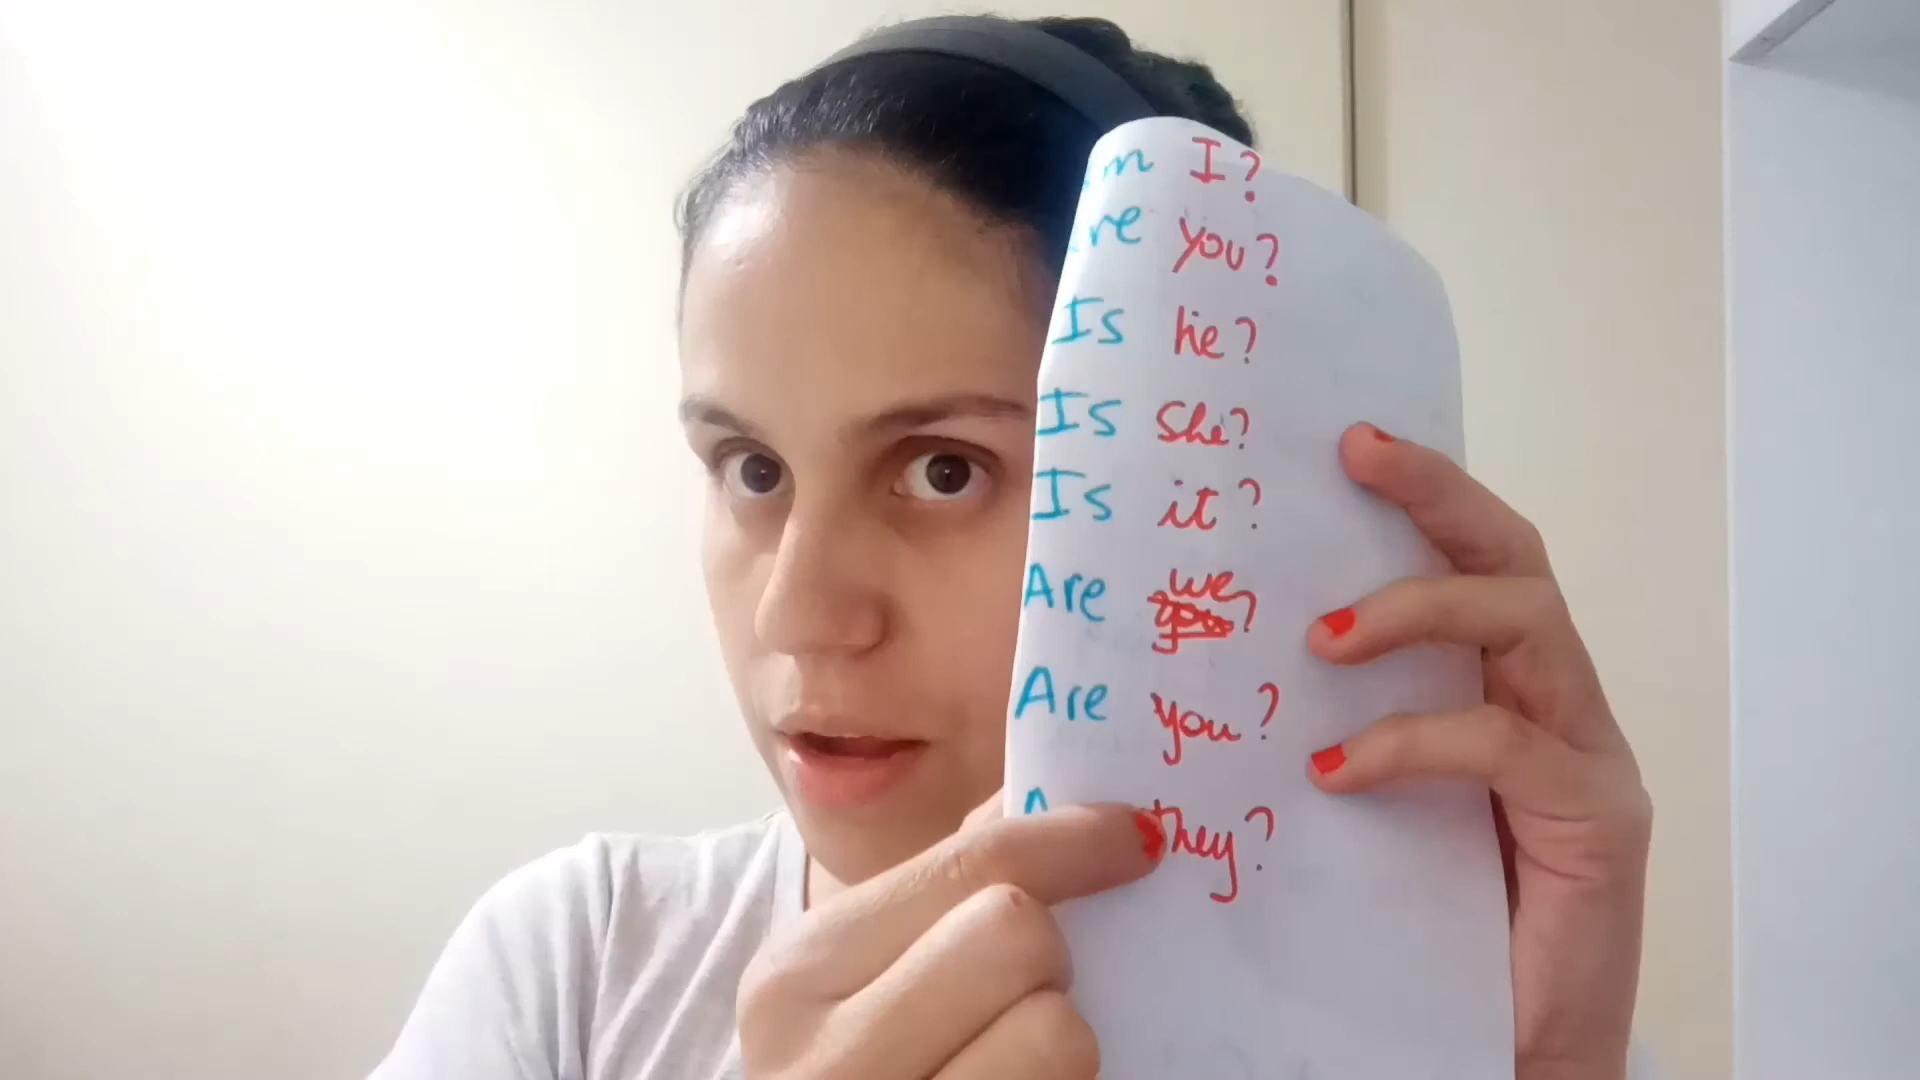 m I?
re you?
Is he?
Is she?
Is it?
Are we?
Are you?
they?